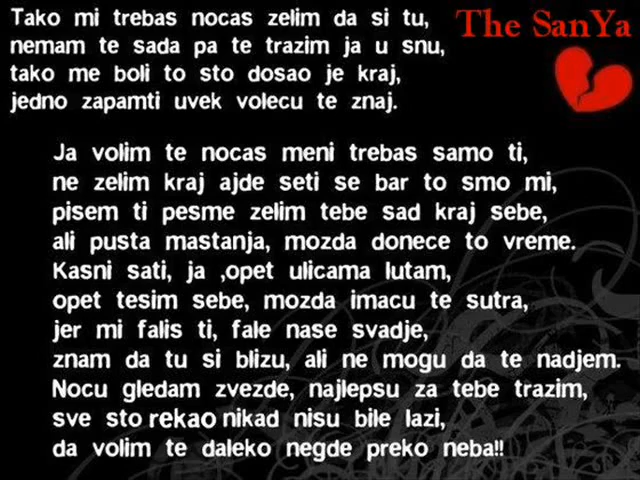 Tako mi trebas nocas zelim da si tu,
nemam te sada pa te trazim ja u snu,
tako me boli to sto dosao je kraj,
jedno zapamti uvek volecu te znaj.
The SanYa
Ja volim te nocas meni trebas samo ti,
ne zelim kraj ajde seti se bar to smo mi,
pisem ti pesme zelim tebe sad kraj sebe,
ali pusta mastanja, mozda donece to vreme.
Kasni sati, ja ,opet ulicama lutam,
opet tesim sebe, mozda imacu te sutra,
jer mi falis ti, fale nase svadje,
znam da tu si blizu, ali ne mogu da te nadjem.
Nocu gledam zvezde, najlepsu za tebe trazim,
sve sto rekao nikad nisu bile lazi,
da volim te daleko negde preko neba!!